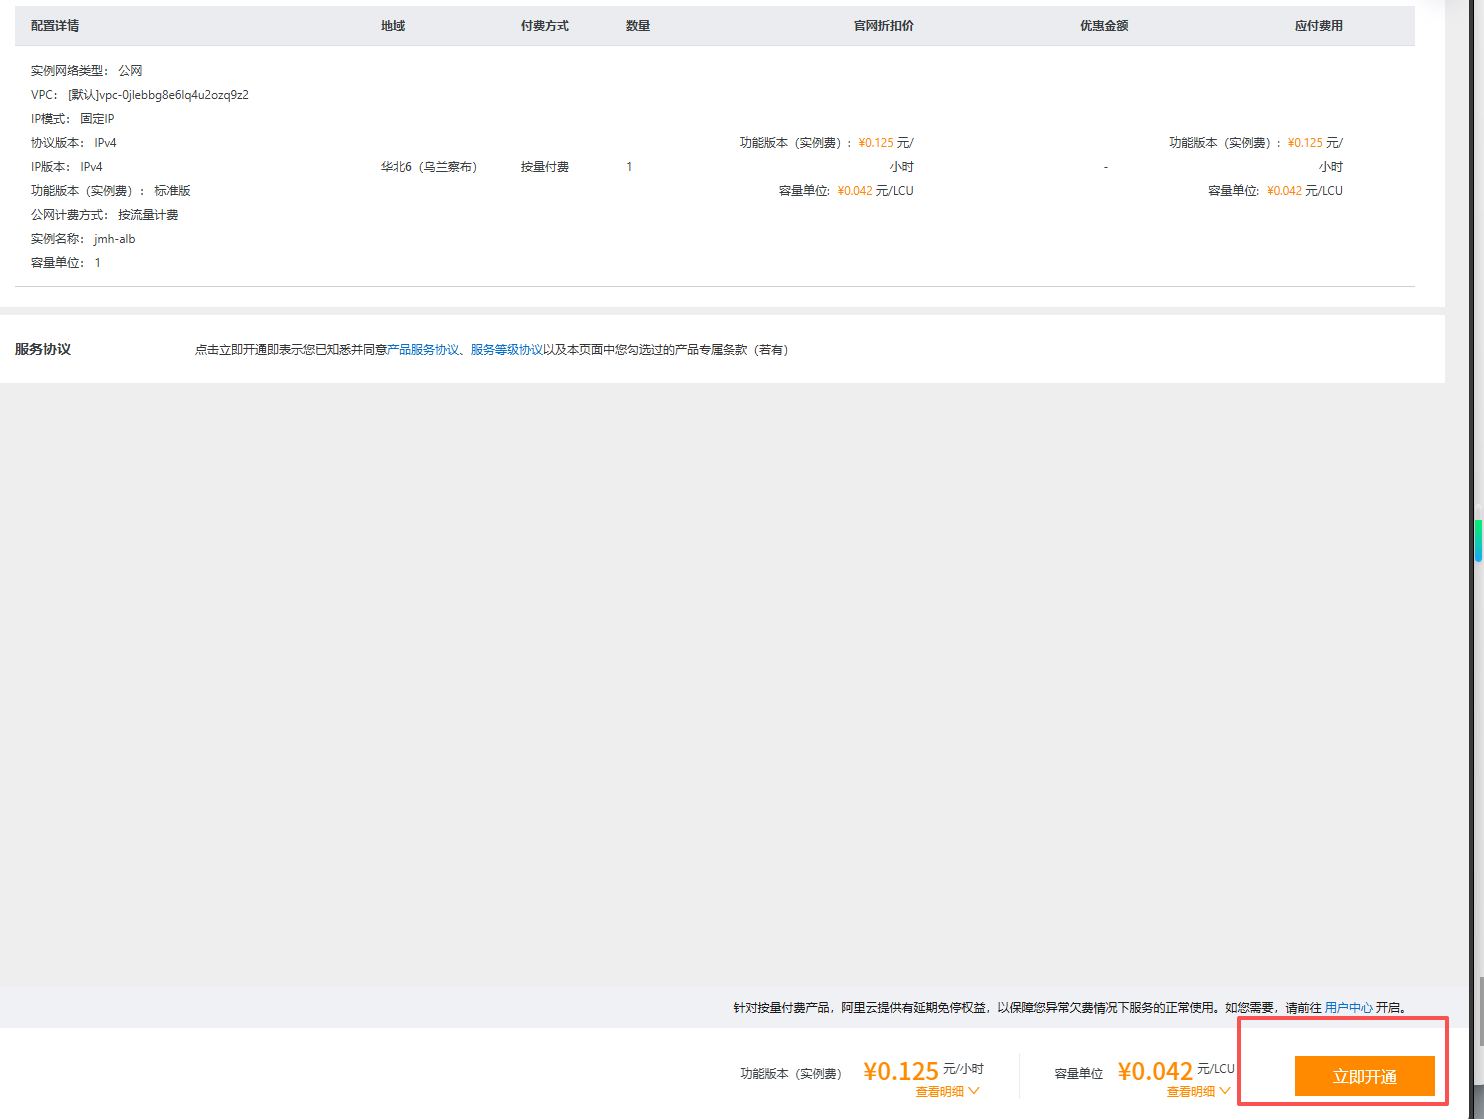 配置详情 地域 付费方式 数量 官网折扣价 优惠金额 应付费用
实例网络类型： 公网
VPC： [默认]vpc-0jlebbg8e6lq4u2ozq9z2
IP模式： 固定IP
协议版本： IPv4
IP版本： IPv4
功能版本（实例费）： 标准版
公网计费方式： 按流量计费
实例名称： jmh-alb
容量单位： 1
华北6（乌兰察布）
按量付费
1
功能版本（实例费）： ¥0.125 元/
小时
容量单位: ¥0.042 元/LCU
-
功能版本（实例费）： ¥0.125 元/
小时
容量单位: ¥0.042 元/LCU
服务协议 点击立即开通即表示您已知悉并同意产品服务协议、服务等级协议以及本页面中您勾选过的产品专属条款（若有）
针对按量付费产品，阿里云提供有延期免停权益，以保障您异常欠费情况下服务的正常使用。如您需要，请前往 用户中心 开启。
功能版本（实例费） ¥0.125 元/小时
查看明细
容量单位 ¥0.042 元/LCU
查看明细
立即开通